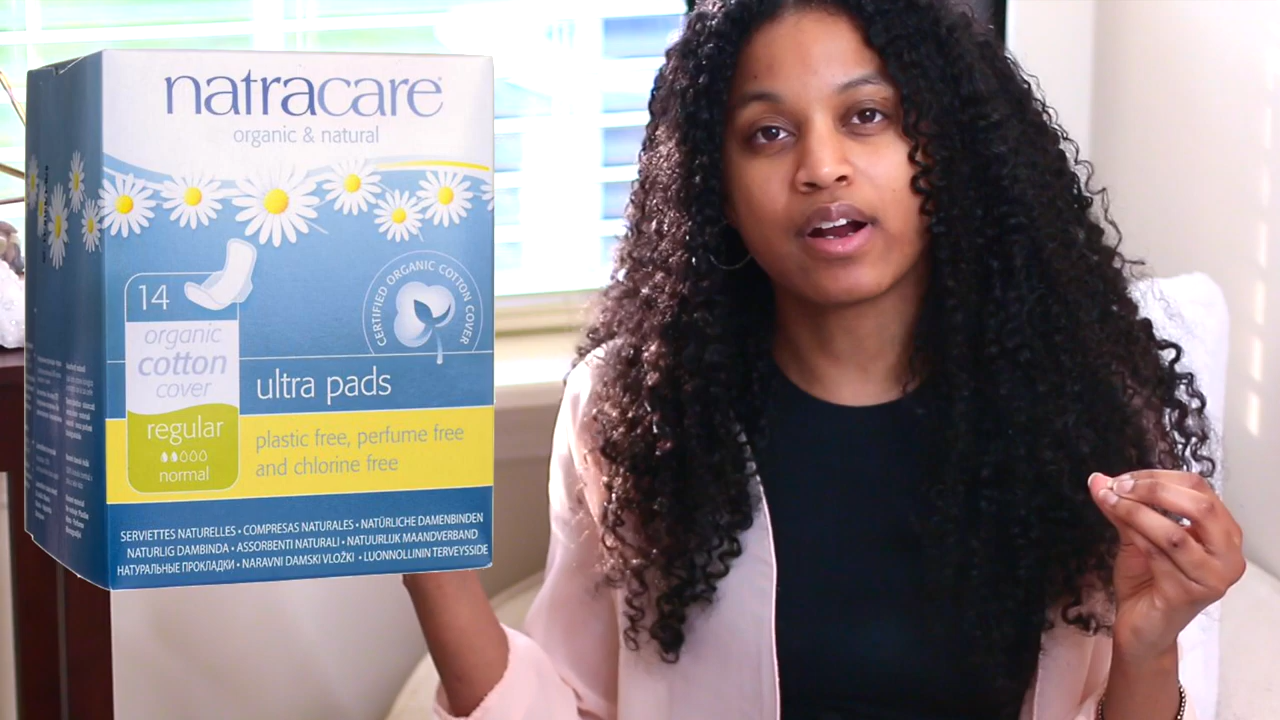 natracare
organic & natural
CERTIFIED ORGANIC COTTON COVER
14
organic
cotton
cover
ultra pads
regular
normal
plastic free, perfume free
and chlorine free
SERVIETTES NATURELLES • COMPRESAS NATURALES • NATÜRLICHE DAMENBINDEN
NATURLIG DAMBINDA • ASSORBENTI NATURALI • NATUURLIJK MAANDVERBAND
НАТУРАЛЬНЫЕ ПРОКЛАДКИ • NARAVNI DAMSKI VLOŽKI • LUONNOLLININ TERVEYSSIDE